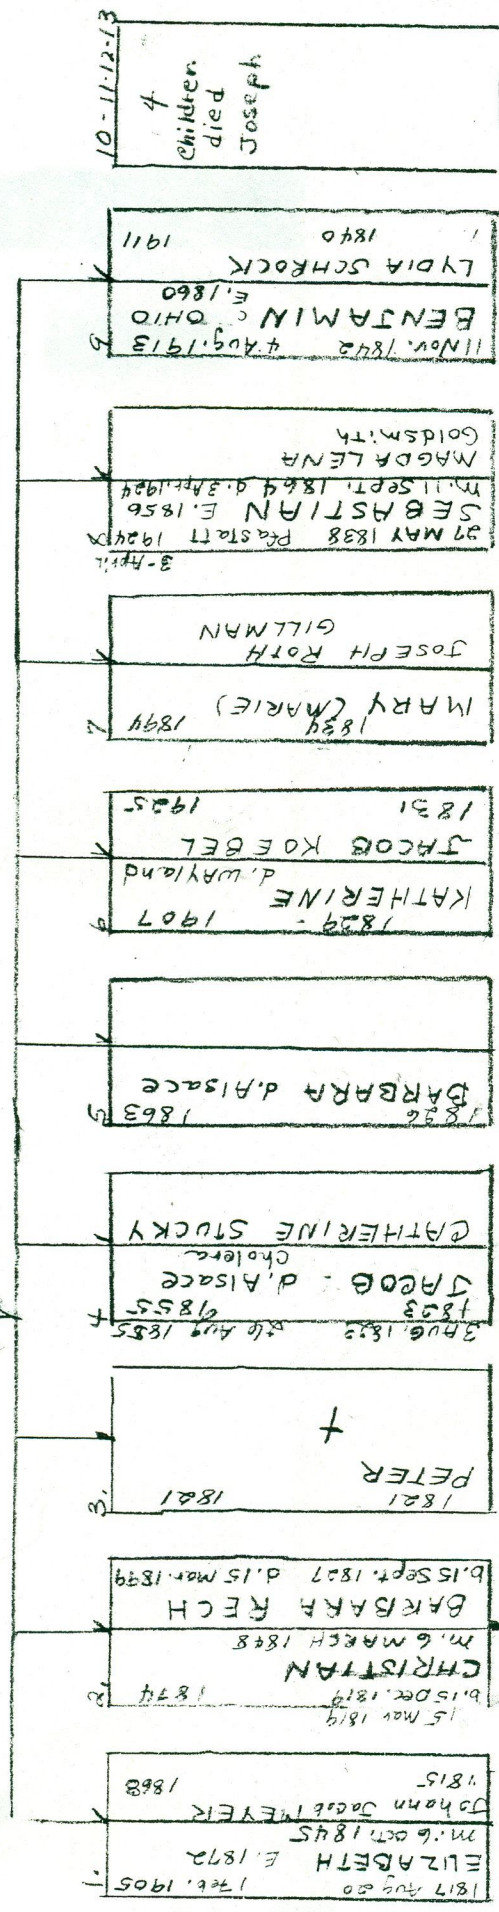 1.
1817 Aug 20 1 Feb. 1905
ELIZABETH E. 1872
m. 6 Oct. 1845
Johann Jacob MEYER
1815 1868
2.
15 mar 1819
b. 15 Dec. 1819 1874
CHRISTIAN
m. 6 MARCH 1848
BARBARA RECH
b. 15 Sept. 1827 d. 15 mar. 1899
3.
1821 1821
PETER
4
3 AUG. 1823
1823 1855
JACOB - d. Alsace
Cholera
CATHERINE STUCKY
5
1826 1863
BARBARA d. Alsace
6
1829 - 1907
KATHERINE
d. WAYland
JACOB KOEBEL
1831 1925
7
1834 1894
MARY (MARIE)
JOSEPH ROTH
GILLMAN
8
3-April
27 MAY 1838 Pfastatt 1924
SEBASTIAN E. 1856
m. 11 Sept. 1864 d. 3 Apr. 1924
MAGDALENA
Goldsmith
9
11 Nov. 1842 4 Aug. 1913
BENJAMIN c OHIO
E. 1860
LYDIA SCHROCK
1840 1911
10-11-12-13
4
Children
died
Joseph